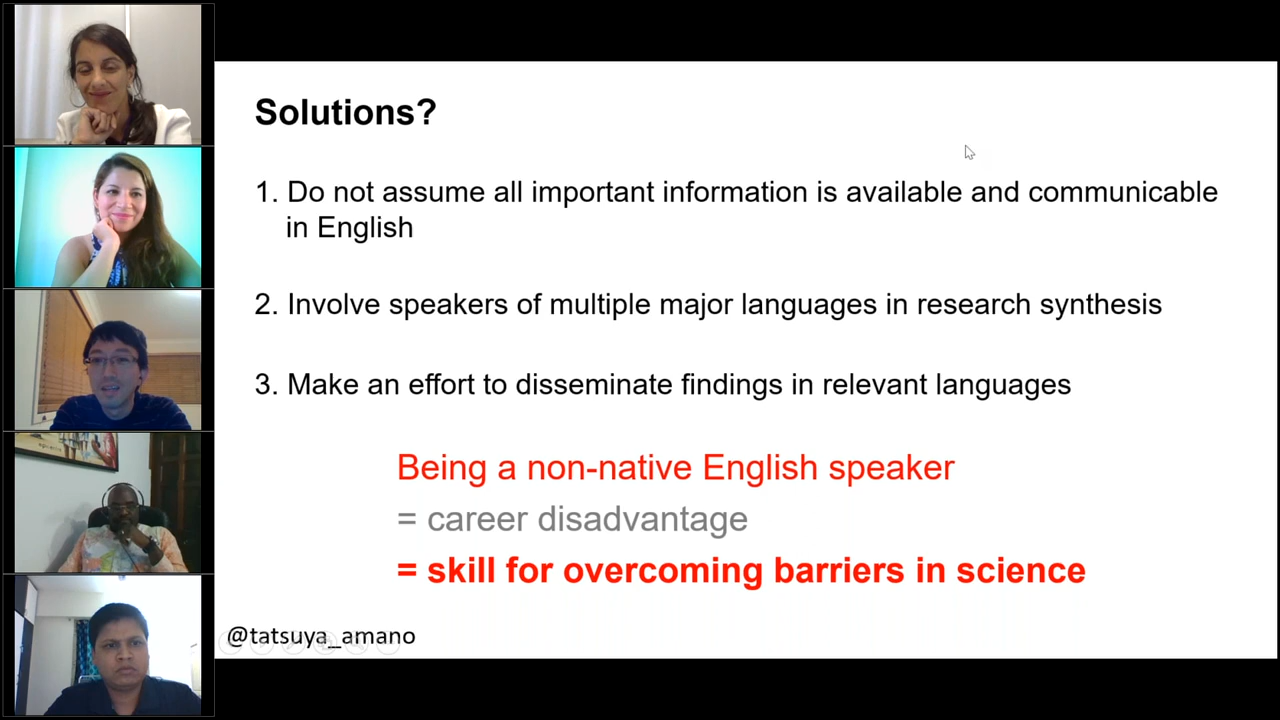 Solutions?
1. Do not assume all important information is available and communicable
in English
2. Involve speakers of multiple major languages in research synthesis
3. Make an effort to disseminate findings in relevant languages
Being a non-native English speaker
= career disadvantage
= skill for overcoming barriers in science
@tatsuya_amano